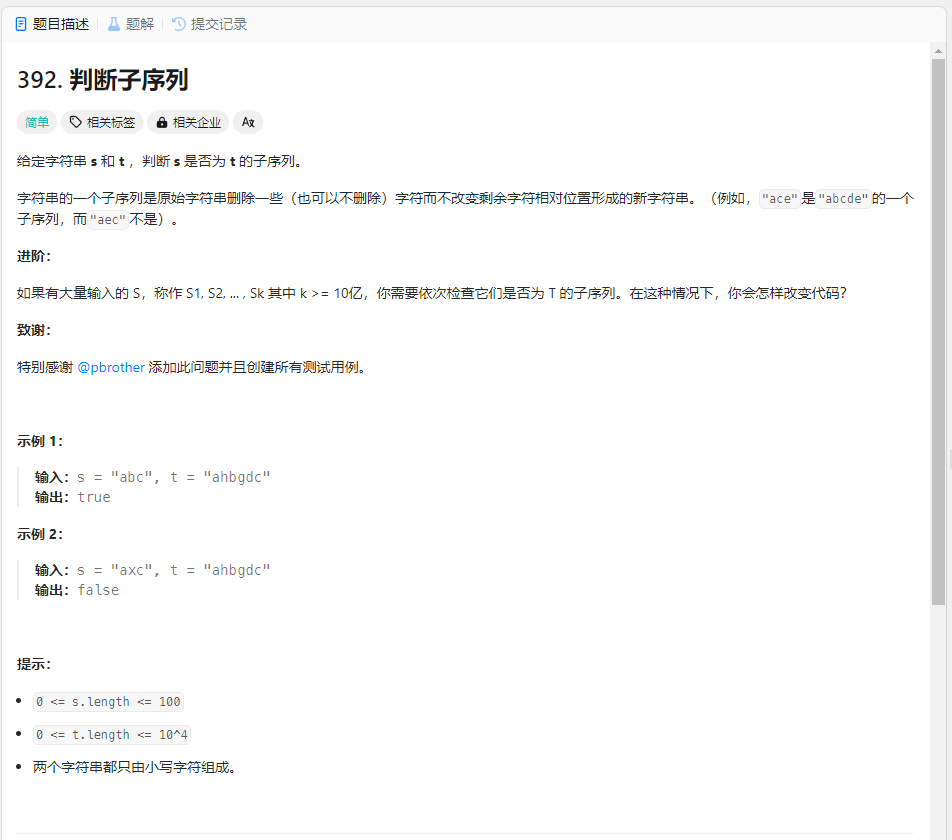 题目描述 题解 提交记录
392. 判断子序列
简单 相关标签 相关企业
给定字符串 s 和 t ，判断 s 是否为 t 的子序列。
字符串的一个子序列是原始字符串删除一些（也可以不删除）字符而不改变剩余字符相对位置形成的新字符串。（例如，"ace"是"abcde"的一个
子序列，而"aec"不是）。
进阶：
如果有大量输入的 S，称作 S1, S2, ... , Sk 其中 k >= 10亿，你需要依次检查它们是否为 T 的子序列。在这种情况下，你会怎样改变代码？
致谢：
特别感谢 @pbrother 添加此问题并且创建所有测试用例。
示例 1：
输入：s = "abc", t = "ahbgdc"
输出：true
示例 2：
输入：s = "axc", t = "ahbgdc"
输出：false
提示：
0 <= s.length <= 100
0 <= t.length <= 10^4
两个字符串都只由小写字符组成。